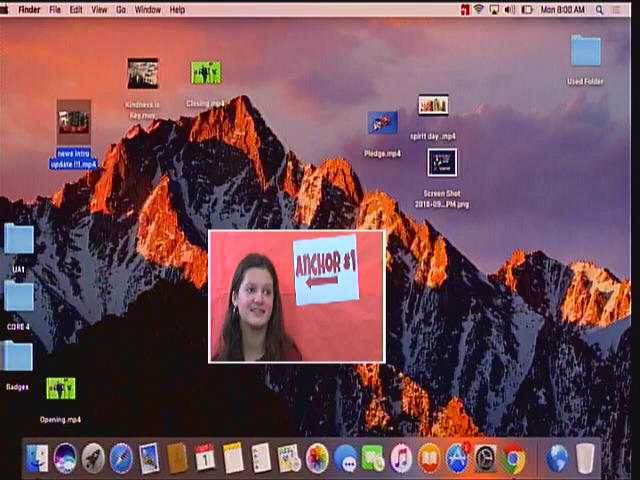 Finder File Edit View Go Window Help
Mon 8:00 AM
Used Folder
Kindness is
Key.mov
Closing.mp4
spirit day .mp4
Pledge.mp4
news intro
update !!1.mp4
Screen Shot
2018-09...PM.png
UA1
ANCHOR #1
CORE 4
Badges
Opening.mp4
1